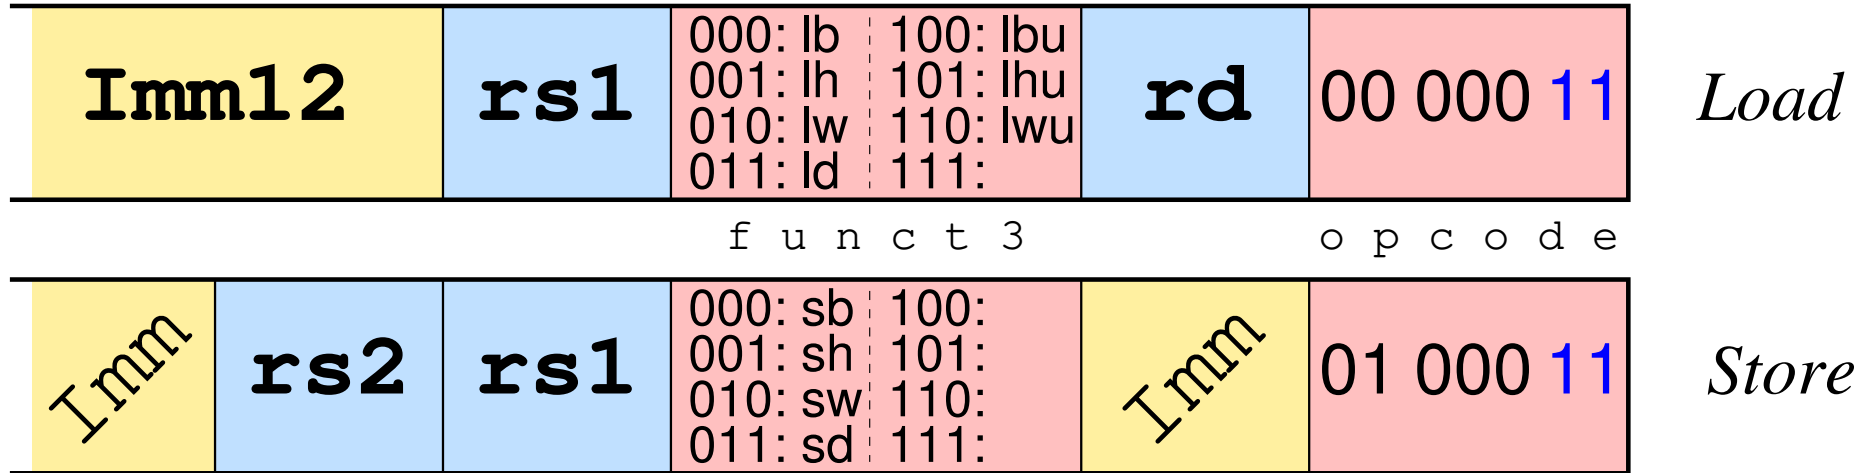 Imm12 rs1 000: lb 100: lbu rd 00 000 11 Load
001: lh 101: lhu
010: lw 110: lwu
011: ld 111:
funct3 opcode
Imm rs2 rs1 000: sb 100: Imm 01 000 11 Store
001: sh 101:
010: sw 110:
011: sd 111: